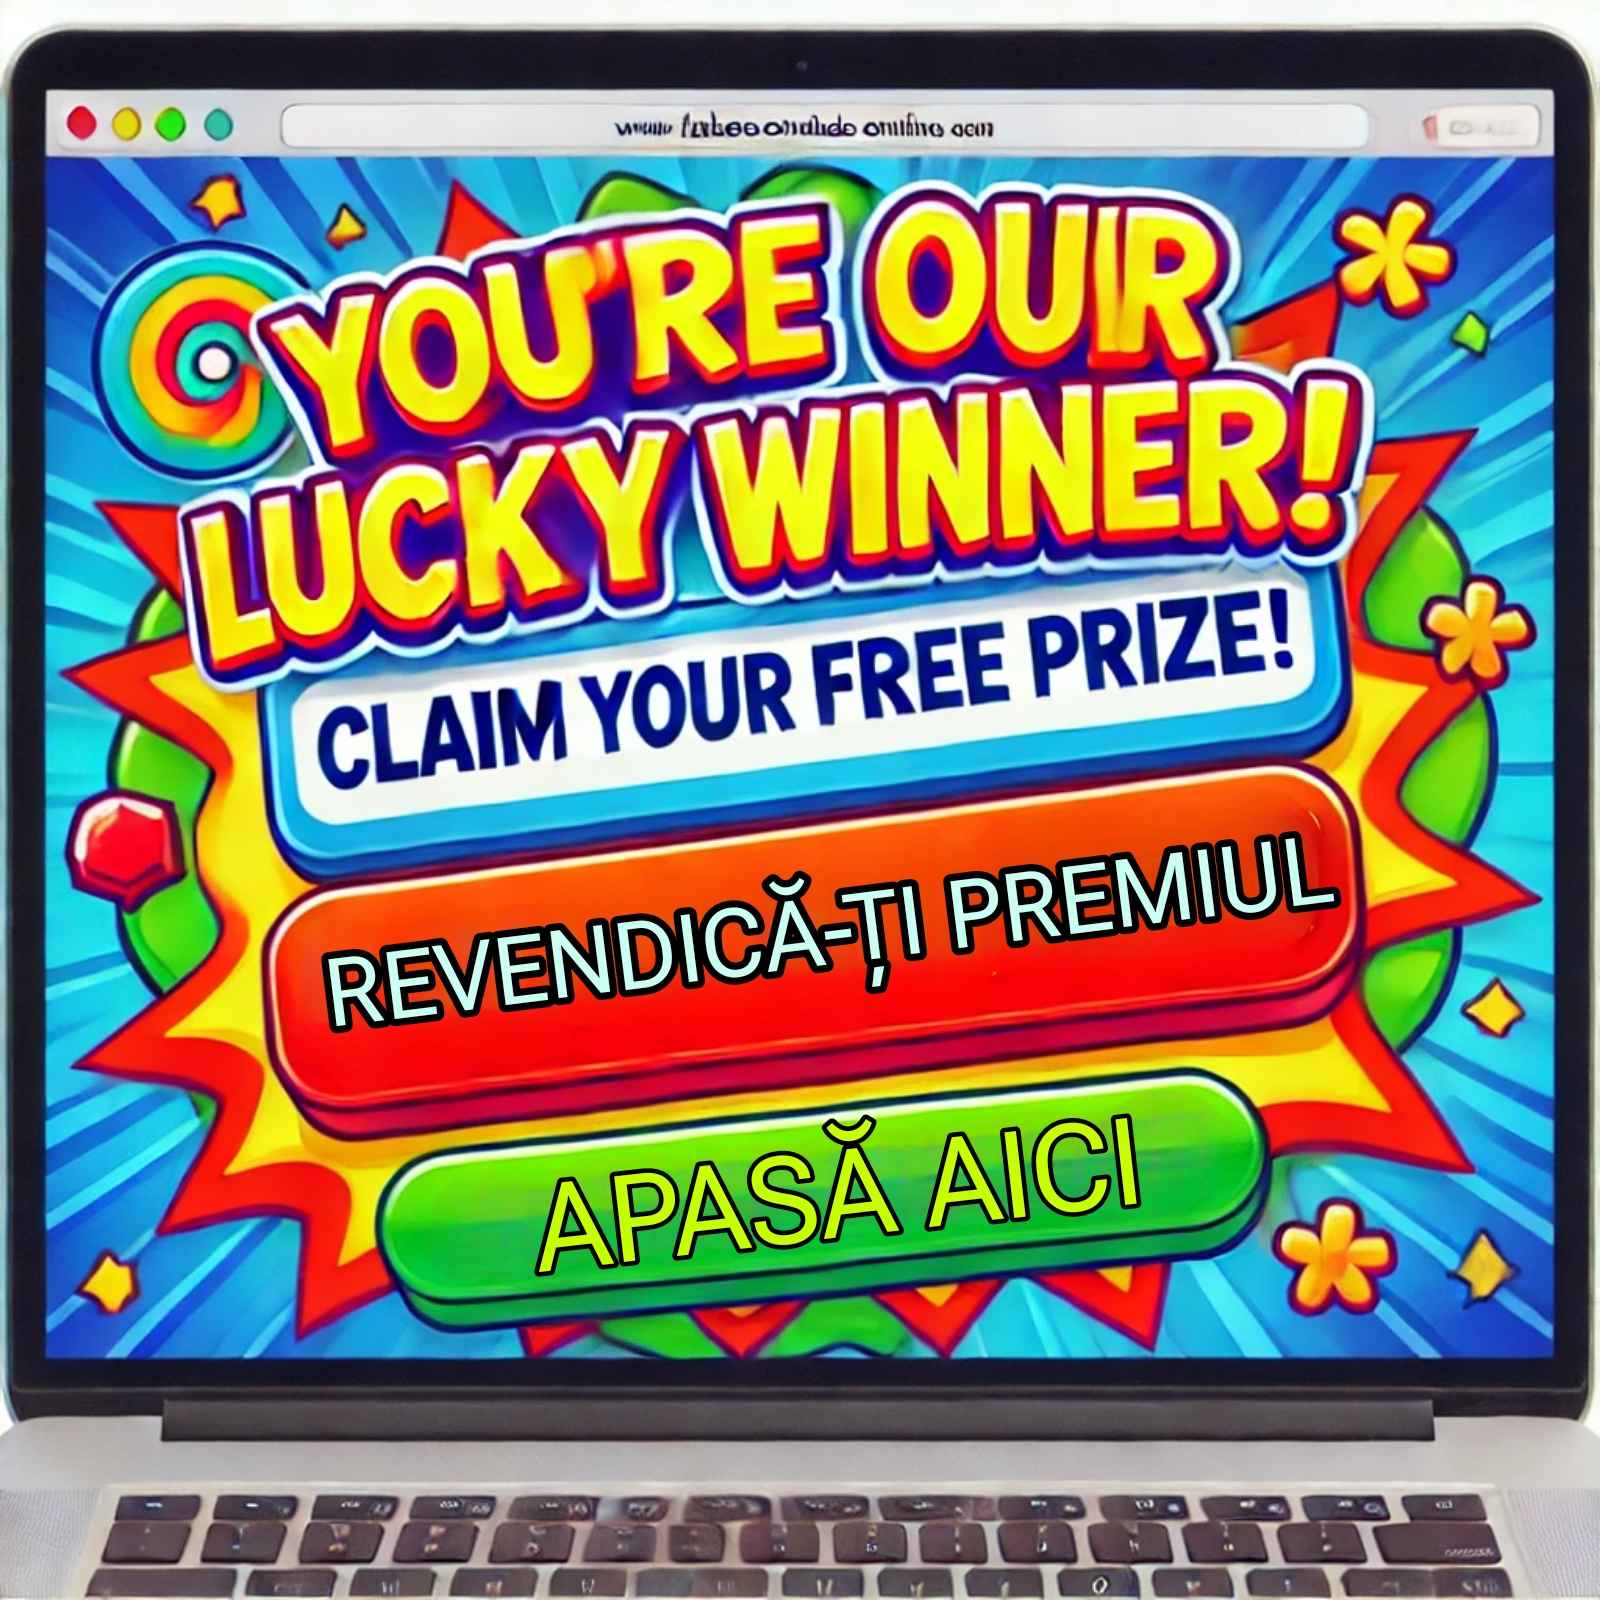 YOU'RE OUR
LUCKY WINNER!
CLAIM YOUR FREE PRIZE!
REVENDICĂ-ȚI PREMIUL
APASĂ AICI